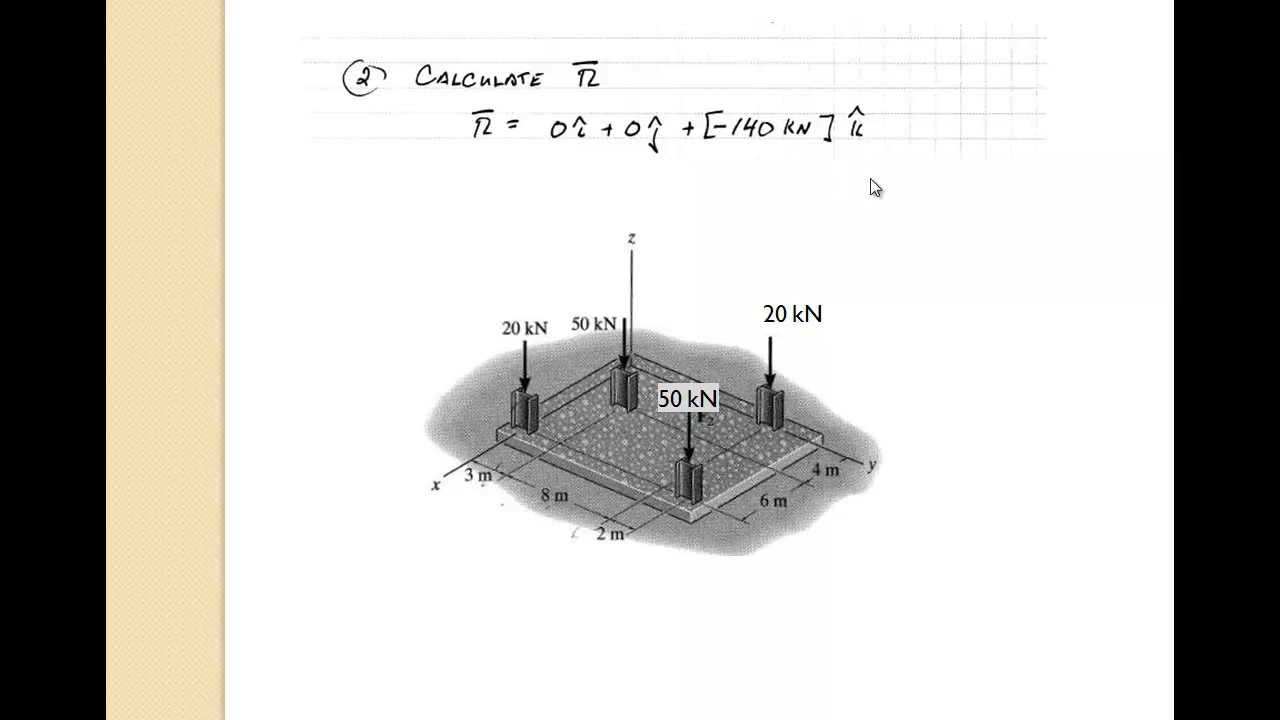 ② CALCULATE R̅
R̅ = 0î + 0ĵ + [-140 KN] k̂
z
20 kN
20 kN 50 kN
50 kN
2
x 3 m 4 m y
8 m 6 m
2 m